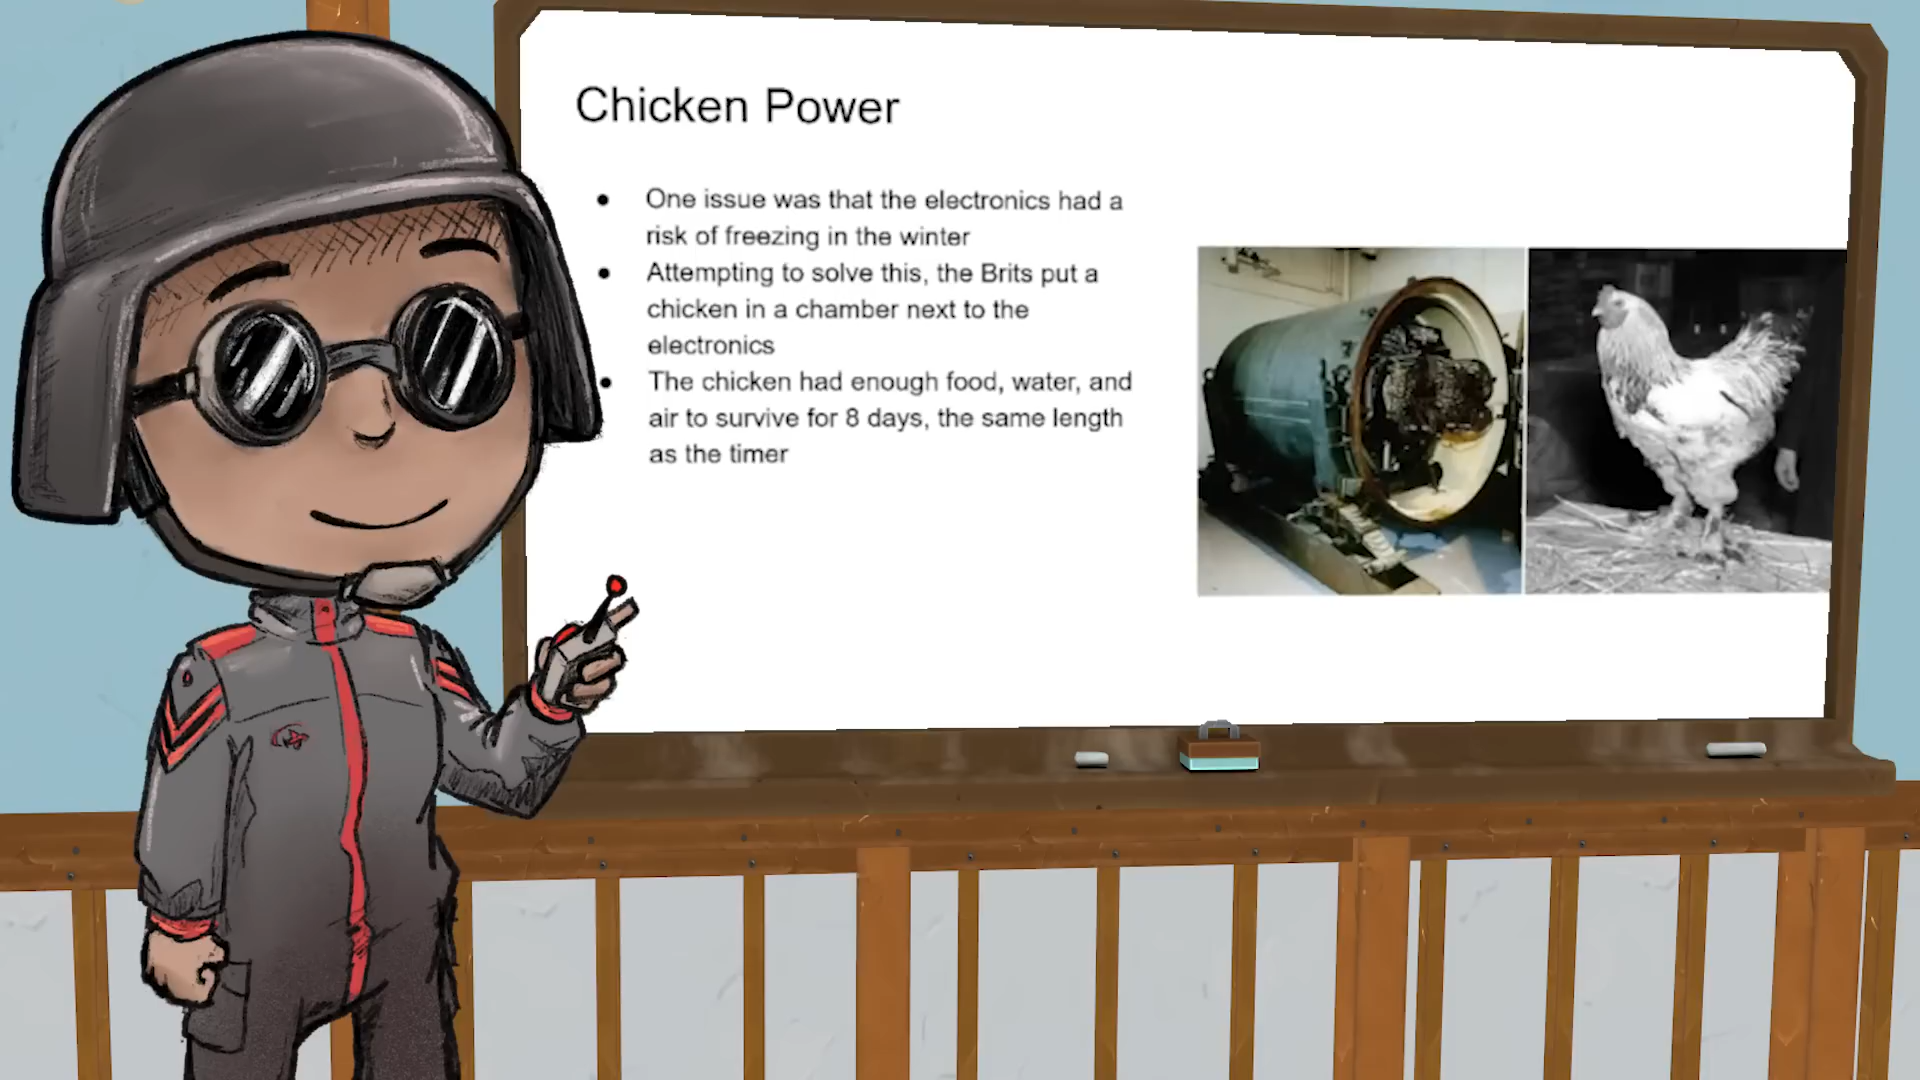 Chicken Power
● One issue was that the electronics had a
risk of freezing in the winter
● Attempting to solve this, the Brits put a
chicken in a chamber next to the
electronics
● The chicken had enough food, water, and
air to survive for 8 days, the same length
as the timer